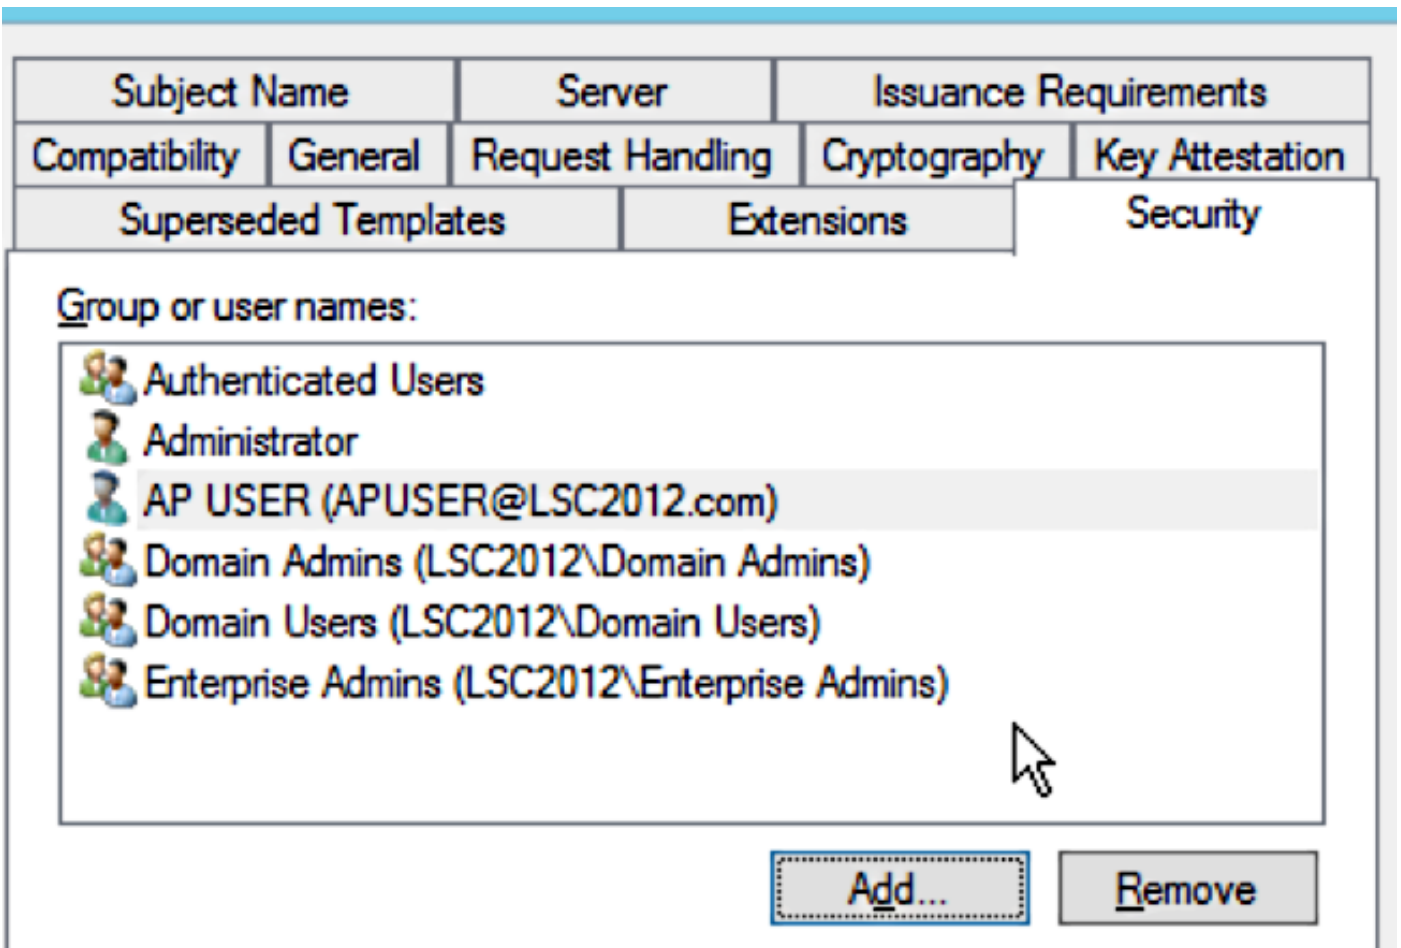 Subject Name Server Issuance Requirements
Compatibility General Request Handling Cryptography Key Attestation
Superseded Templates Extensions Security
Group or user names:
Authenticated Users
Administrator
AP USER (APUSER@LSC2012.com)
Domain Admins (LSC2012\Domain Admins)
Domain Users (LSC2012\Domain Users)
Enterprise Admins (LSC2012\Enterprise Admins)
Add... Remove